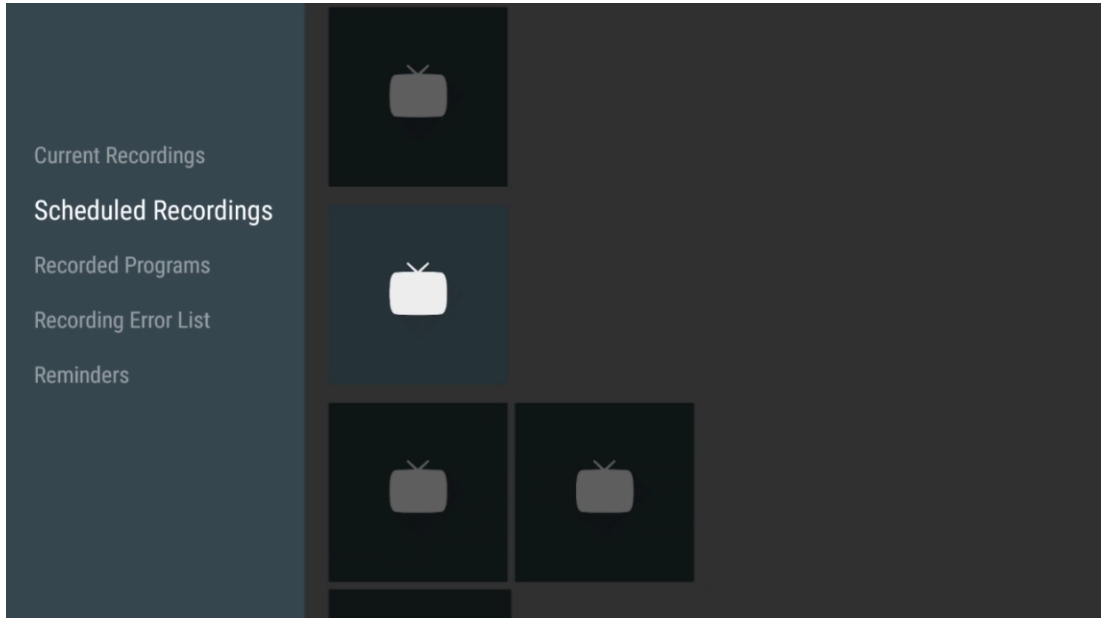 Current Recordings
Scheduled Recordings
Recorded Programs
Recording Error List
Reminders